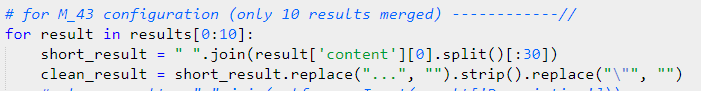 # for M_43 configuration (only 10 results merged) ------------//
for result in results[0:10]:
short_result = " ".join(result['content'][0].split()[:30])
clean_result = short_result.replace("...", "").strip().replace("\"", "")